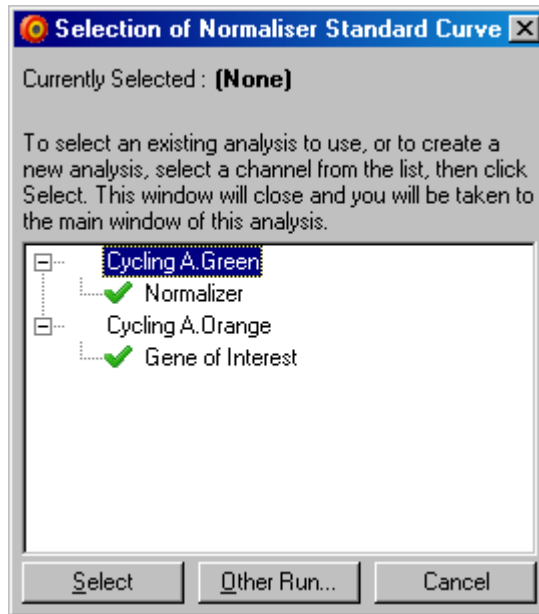 Selection of Normaliser Standard Curve
Currently Selected : (None)
To select an existing analysis to use, or to create a
new analysis, select a channel from the list, then click
Select. This window will close and you will be taken to
the main window of this analysis.
Cycling A.Green
Normalizer
Cycling A.Orange
Gene of Interest
Select Other Run... Cancel